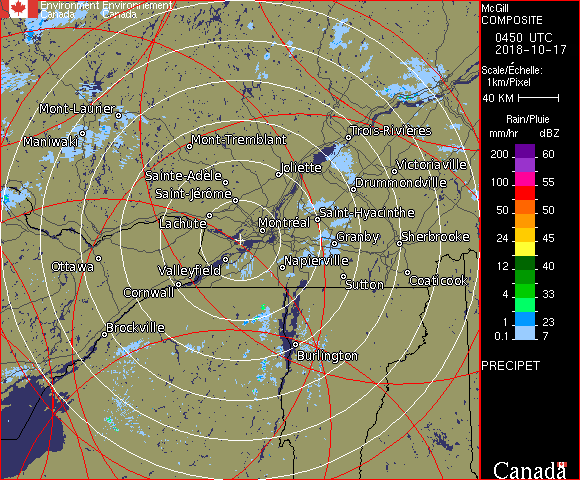 Environment Environnement
Canada Canada
McGill
COMPOSITE
0450 UTC
2018-10-17
Scale/Échelle:
1km/Pixel
40 KM
Rain/Pluie
mm/hr dBZ
200 60
100 55
50 50
24 45
12 40
4 33
1 23
0.1 7
PRECIPET
Canada
Mont-Laurier
Maniwaki
Mont-Tremblant
Trois-Rivières
Joliette
Victoriaville
Sainte-Adèle
Drummondville
Saint-Jérôme
Lachute
Saint-Hyacinthe
Montréal
Granby
Sherbrooke
Ottawa
Valleyfield
Napierville
Cornwall
Sutton
Coaticook
Brockville
Burlington